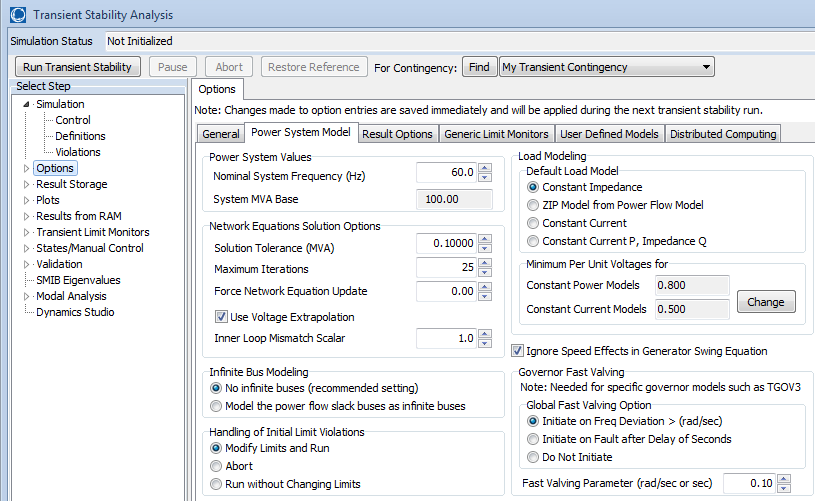 Transient Stability Analysis
Simulation Status Not Initialized
Run Transient Stability Pause Abort Restore Reference For Contingency: Find My Transient Contingency
Select Step
Simulation
Control
Definitions
Violations
Options
Result Storage
Plots
Results from RAM
Transient Limit Monitors
States/Manual Control
Validation
SMIB Eigenvalues
Modal Analysis
Dynamics Studio
Options
Note: Changes made to option entries are saved immediately and will be applied during the next transient stability run.
General Power System Model Result Options Generic Limit Monitors User Defined Models Distributed Computing
Power System Values
Nominal System Frequency (Hz) 60.0
System MVA Base 100.00
Network Equations Solution Options
Solution Tolerance (MVA) 0.10000
Maximum Iterations 25
Force Network Equation Update 0.00
Use Voltage Extrapolation
Inner Loop Mismatch Scalar 1.0
Infinite Bus Modeling
No infinite buses (recommended setting)
Model the power flow slack buses as infinite buses
Handling of Initial Limit Violations
Modify Limits and Run
Abort
Run without Changing Limits
Load Modeling
Default Load Model
Constant Impedance
ZIP Model from Power Flow Model
Constant Current
Constant Current P, Impedance Q
Minimum Per Unit Voltages for
Constant Power Models 0.800
Constant Current Models 0.500
Change
Ignore Speed Effects in Generator Swing Equation
Governor Fast Valving
Note: Needed for specific governor models such as TGOV3
Global Fast Valving Option
Initiate on Freq Deviation > (rad/sec)
Initiate on Fault after Delay of Seconds
Do Not Initiate
Fast Valving Parameter (rad/sec or sec) 0.10